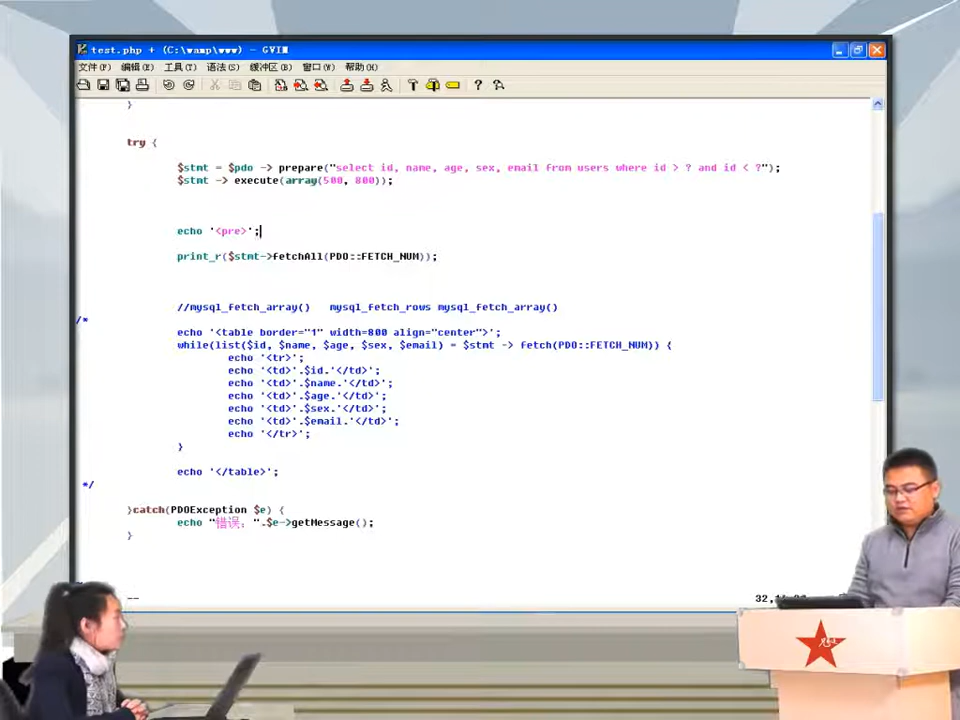 test.php + (C:\wamp\www) - GVIM
文件(F) 编辑(E) 工具(T) 语法(S) 缓冲区(B) 窗口(W) 帮助(H)
}
try {
$stmt = $pdo -> prepare("select id, name, age, sex, email from users where id > ? and id < ?");
$stmt -> execute(array(500, 800));
echo '<pre>';
print_r($stmt->fetchAll(PDO::FETCH_NUM));
//mysql_fetch_array() mysql_fetch_rows mysql_fetch_array()
/*
echo '<table border="1" width=800 align="center">';
while(list($id, $name, $age, $sex, $email) = $stmt -> fetch(PDO::FETCH_NUM)) {
echo '<tr>';
echo '<td>'.$id.'</td>';
echo '<td>'.$name.'</td>';
echo '<td>'.$age.'</td>';
echo '<td>'.$sex.'</td>';
echo '<td>'.$email.'</td>';
echo '</tr>';
}
echo '</table>';
*/
}catch(PDOException $e) {
echo "错误：".$e->getMessage();
}
--